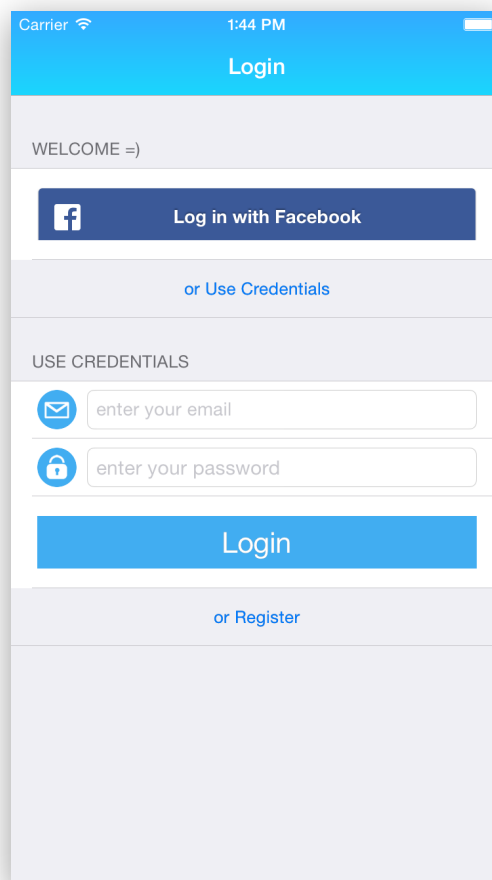 Carrier 1:44 PM
Login
WELCOME =)
Log in with Facebook
or Use Credentials
USE CREDENTIALS
enter your email
enter your password
Login
or Register